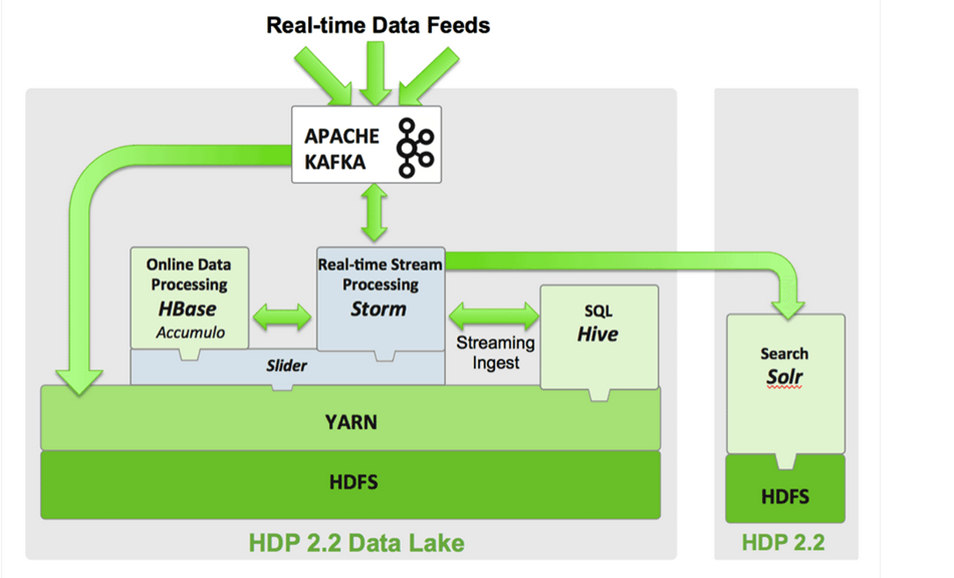 Real-time Data Feeds
APACHE
KAFKA
Online Data
Processing
HBase
Accumulo
Real-time Stream
Processing
Storm
Streaming
Ingest
SQL
Hive
Search
Solr
Slider
YARN
HDFS
HDFS
HDP 2.2 Data Lake
HDP 2.2